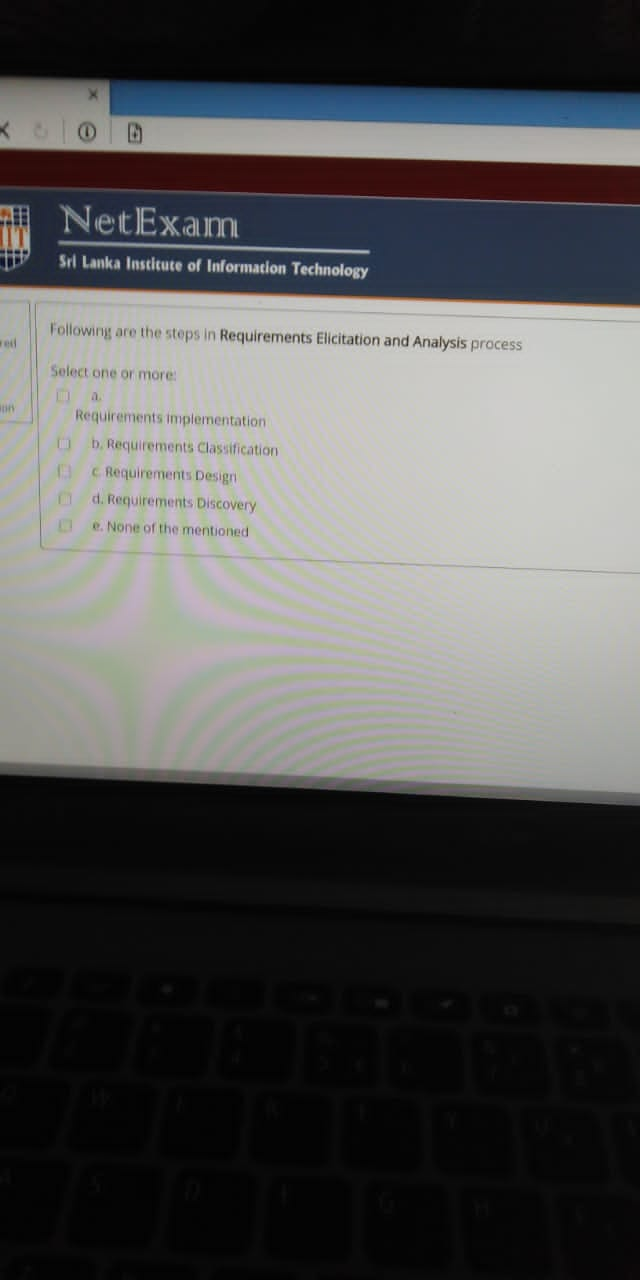 NetExam
Sri Lanka Institute of Information Technology
Following are the steps in Requirements Elicitation and Analysis process
Select one or more:
a.
Requirements Implementation
b. Requirements Classification
c. Requirements Design
d. Requirements Discovery
e. None of the mentioned